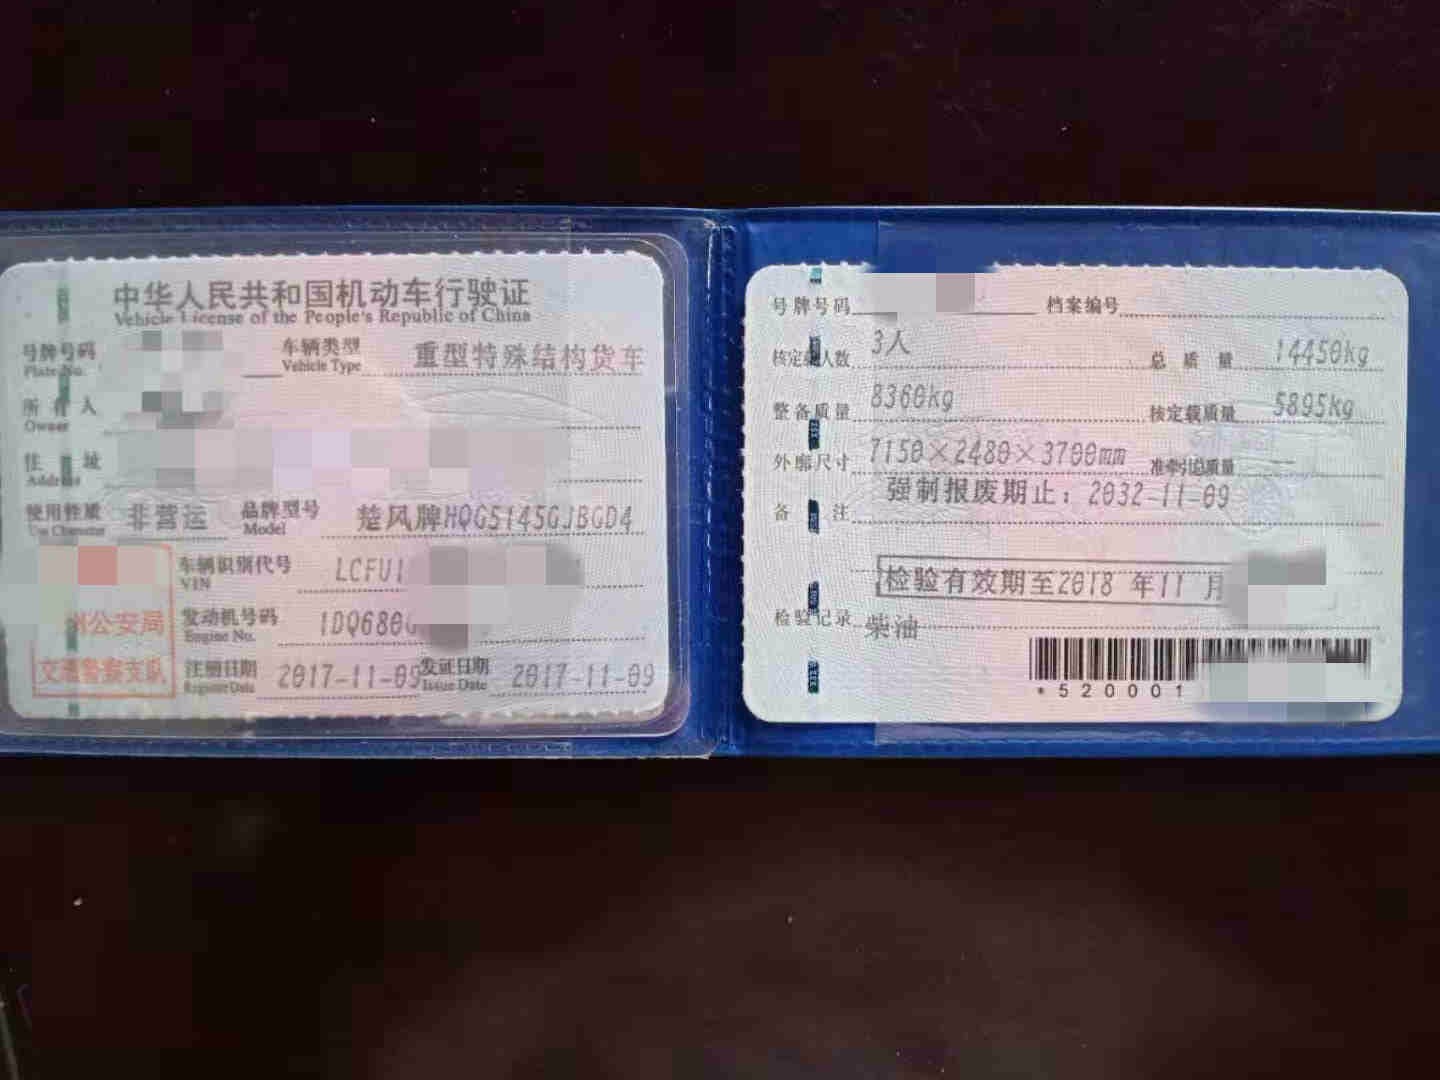 中华人民共和国机动车行驶证
Vehicle License of the People's Republic of China
号牌号码
Plate No.
车辆类型 重型特殊结构货车
Vehicle Type
所有人
Owner
住址
Address
使用性质 非营运 品牌型号 楚风牌HQG5145GJBGD4
Use Character Model
车辆识别代号 LCFU1
VIN
州公安局
交通警察支队
发动机号码 1DQ680
Engine No.
注册日期 2017-11-09 发证日期 2017-11-09
Register Date Issue Date
号牌号码 档案编号
核定载人数 3人 总质量 14450kg
整备质量 8360kg 核定载质量 5895kg
外廓尺寸 7150×2480×3700mm 准牵引总质量 --
备注 强制报废期止：2032-11-09
检验有效期至2018 年11 月
检验记录 柴油
*520001